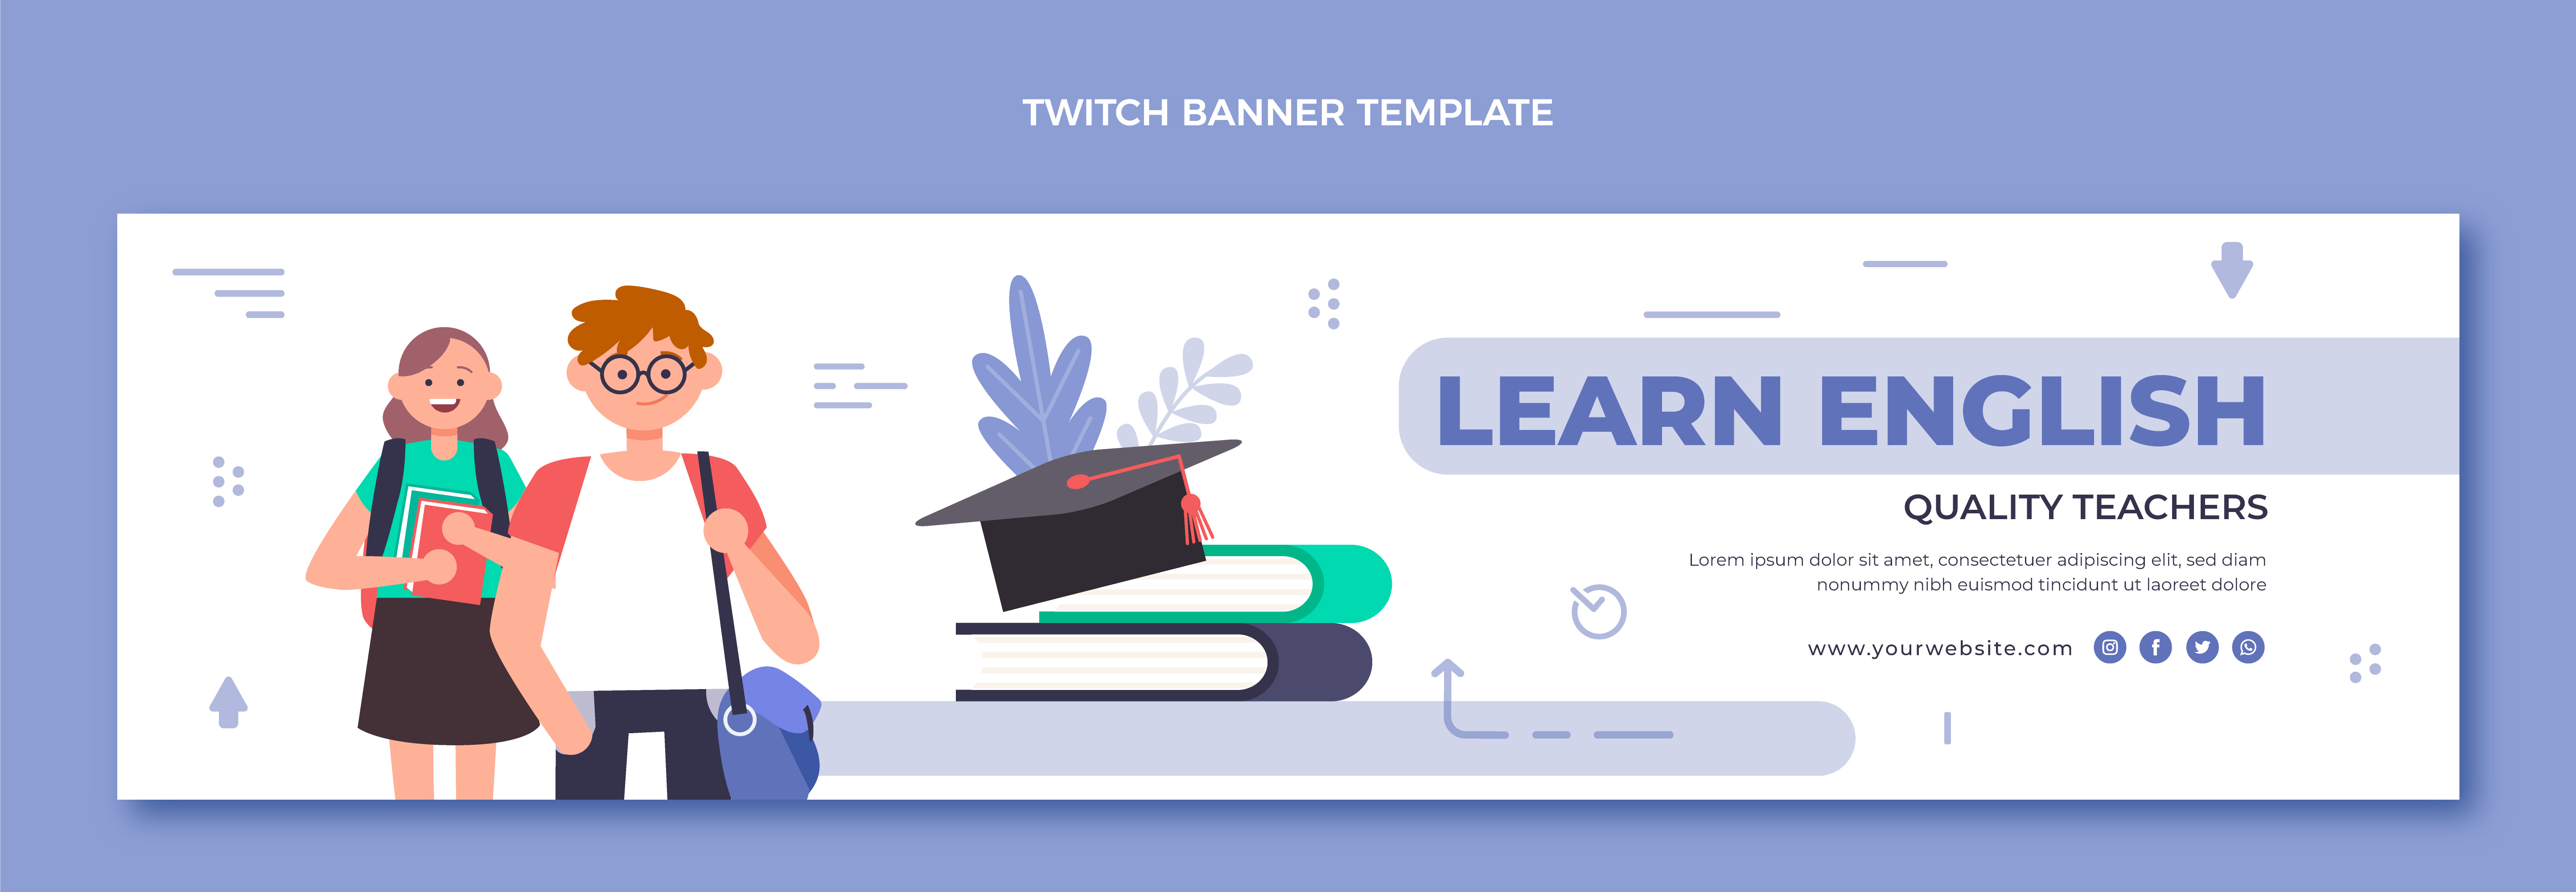 TWITCH BANNER TEMPLATE
LEARN ENGLISH
QUALITY TEACHERS
Lorem ipsum dolor sit amet, consectetuer adipiscing elit, sed diam
nonummy nibh euismod tincidunt ut laoreet dolore
www.yourwebsite.com